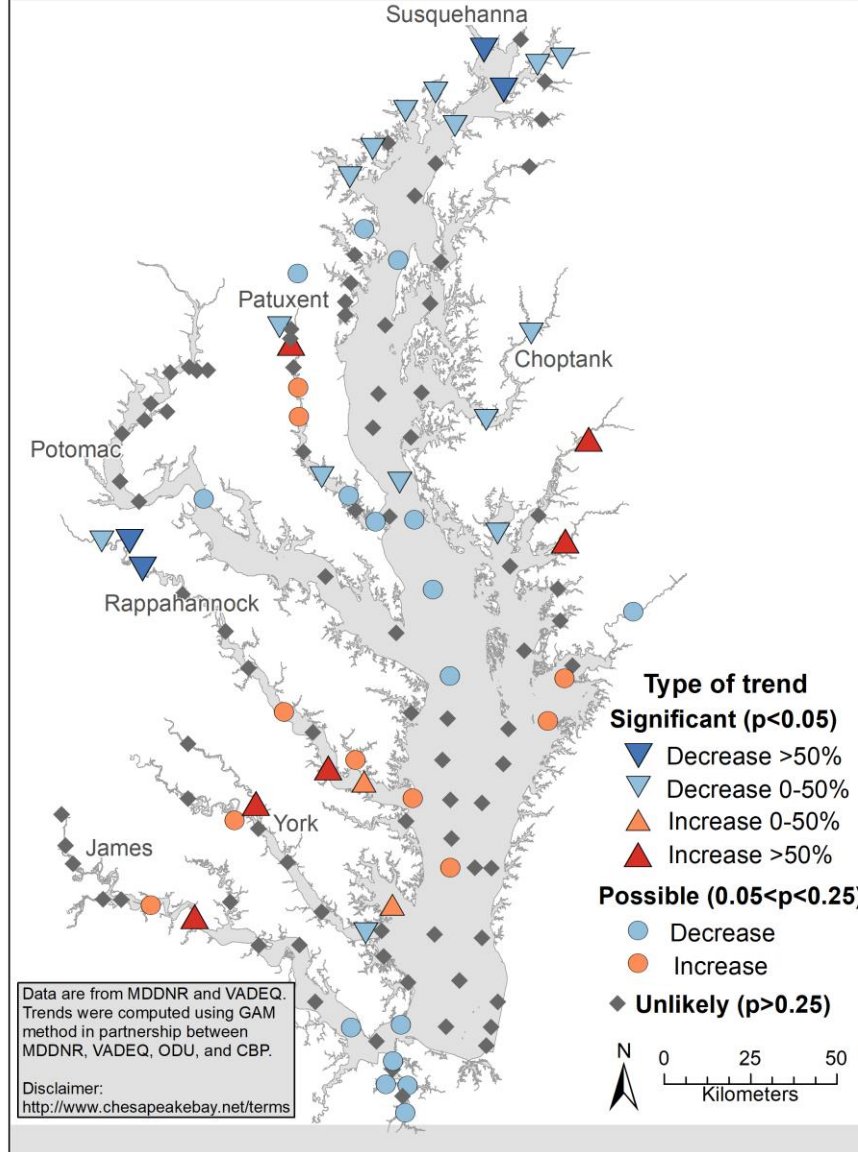 Susquehanna
Patuxent
Choptank
Potomac
Rappahannock
York
James
Type of trend
Significant (p<0.05)
Decrease >50%
Decrease 0-50%
Increase 0-50%
Increase >50%
Possible (0.05<p<0.25)
Decrease
Increase
Unlikely (p>0.25)
Data are from MDDNR and VADEQ.
Trends were computed using GAM
method in partnership between
MDDNR, VADEQ, ODU, and CBP.
Disclaimer:
http://www.chesapeakebay.net/terms
N
0 25 50
Kilometers